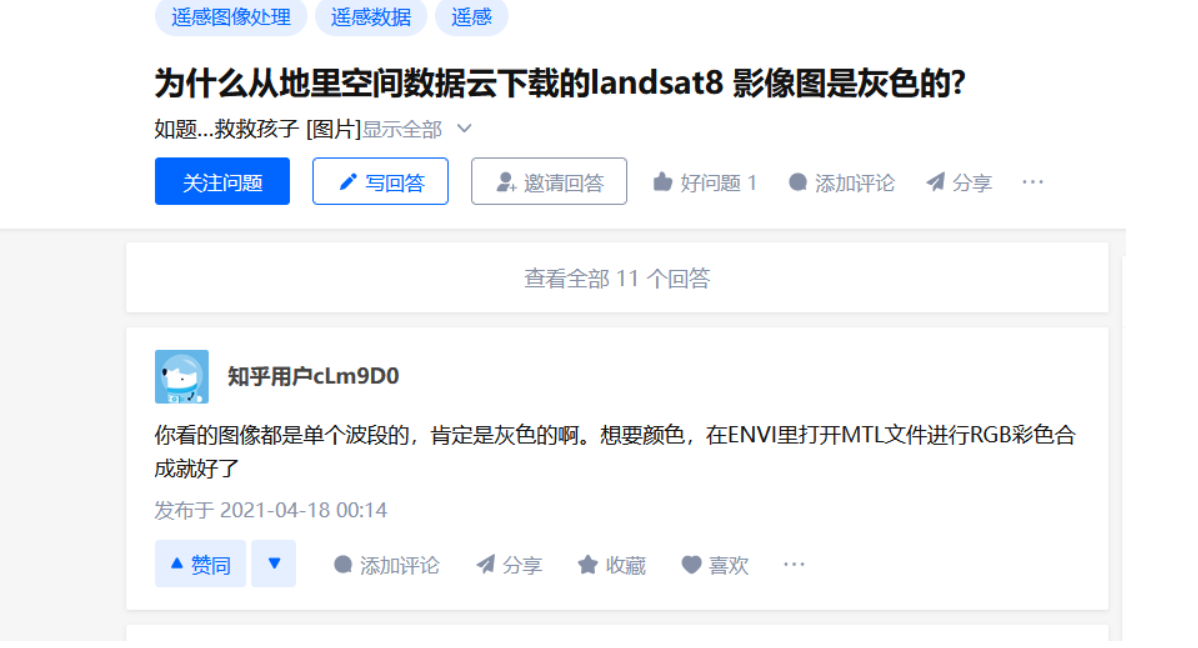 遥感图像处理 遥感数据 遥感
为什么从地里空间数据云下载的landsat8 影像图是灰色的?
如题...救救孩子 [图片]显示全部
关注问题 写回答 邀请回答 好问题 1 添加评论 分享 ···
查看全部 11 个回答
知乎用户cLm9D0
你看的图像都是单个波段的，肯定是灰色的啊。想要颜色，在ENVI里打开MTL文件进行RGB彩色合
成就好了
发布于 2021-04-18 00:14
赞同 添加评论 分享 收藏 喜欢 ···